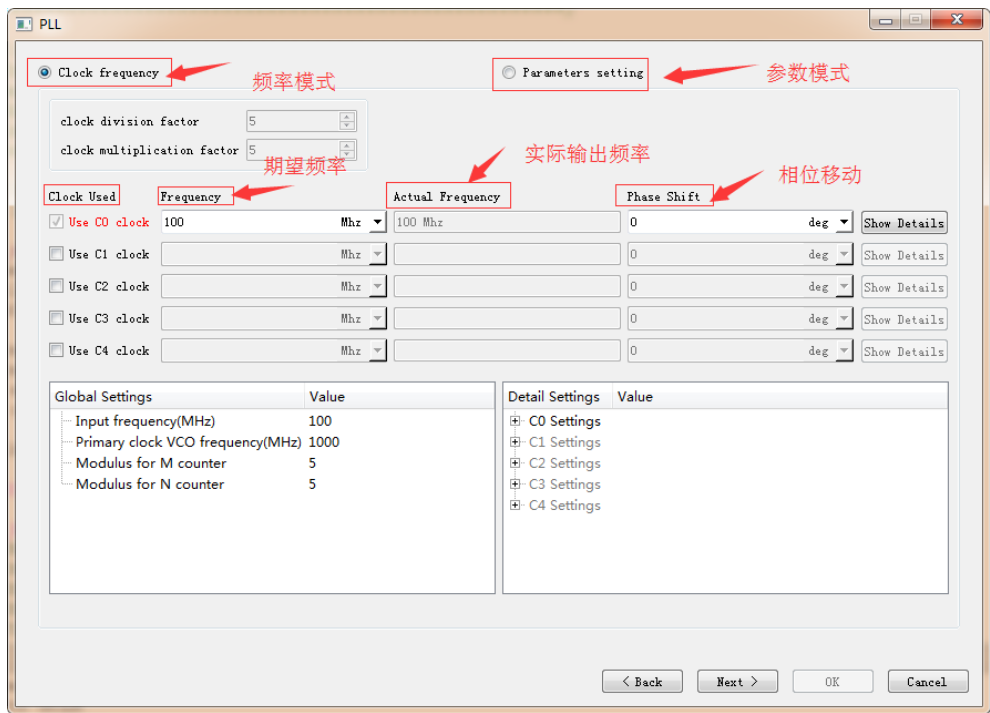 PLL
Clock frequency
频率模式
Parameters setting
参数模式
clock division factor 5
clock multiplication factor 5
期望频率
实际输出频率
相位移动
Clock Used Frequency Actual Frequency Phase Shift
Use C0 clock 100 Mhz 100 Mhz 0 deg Show Details
Use C1 clock Mhz 0 deg Show Details
Use C2 clock Mhz 0 deg Show Details
Use C3 clock Mhz 0 deg Show Details
Use C4 clock Mhz 0 deg Show Details
Global Settings Value
Input frequency(MHz) 100
Primary clock VCO frequency(MHz) 1000
Modulus for M counter 5
Modulus for N counter 5
Detail Settings Value
C0 Settings
C1 Settings
C2 Settings
C3 Settings
C4 Settings
< Back Next > OK Cancel